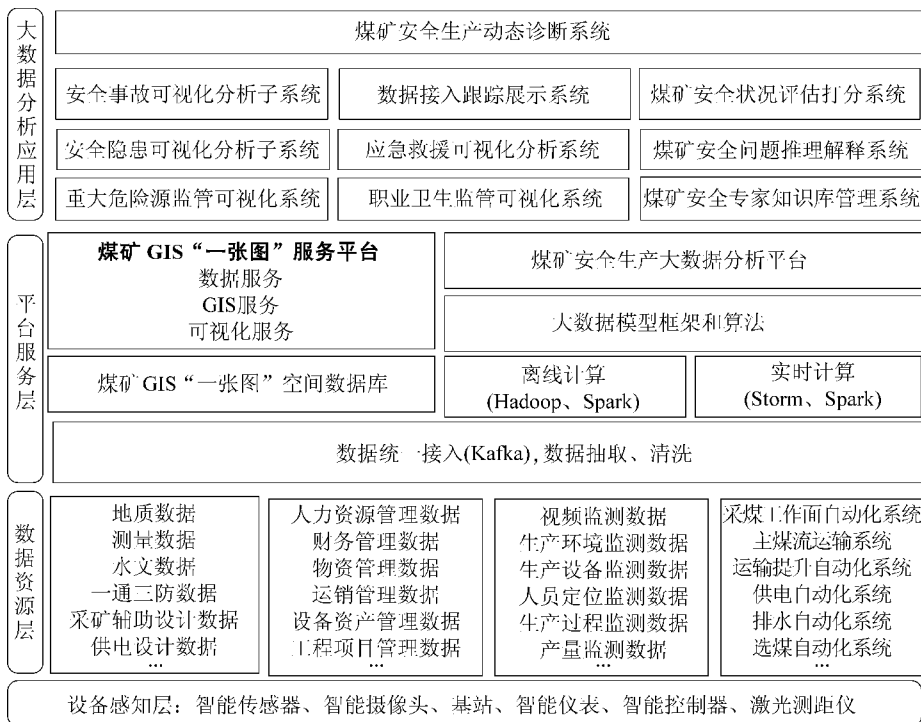 大数据分析应用层
煤矿安全生产动态诊断系统
安全事故可视化分析子系统
数据接入跟踪展示系统
煤矿安全状况评估打分系统
安全隐患可视化分析子系统
应急救援可视化分析系统
煤矿安全问题推理解释系统
重大危险源监管可视化系统
职业卫生监管可视化系统
煤矿安全专家知识库管理系统
平台服务层
煤矿 GIS“一张图”服务平台
数据服务
GIS服务
可视化服务
煤矿安全生产大数据分析平台
大数据模型框架和算法
煤矿GIS“一张图”空间数据库
离线计算
(Hadoop、Spark)
实时计算
(Storm、Spark)
数据统一接入(Kafka),数据抽取、清洗
数据资源层
地质数据
测量数据
水文数据
一通三防数据
采矿辅助设计数据
供电设计数据
...
人力资源管理数据
财务管理数据
物资管理数据
运销管理数据
设备资产管理数据
工程项目管理数据
...
视频监测数据
生产环境监测数据
生产设备监测数据
人员定位监测数据
生产过程监测数据
产量监测数据
...
采煤工作面自动化系统
主煤流运输系统
运输提升自动化系统
供电自动化系统
排水自动化系统
选煤自动化系统
...
设备感知层：智能传感器、智能摄像头、基站、智能仪表、智能控制器、激光测距仪